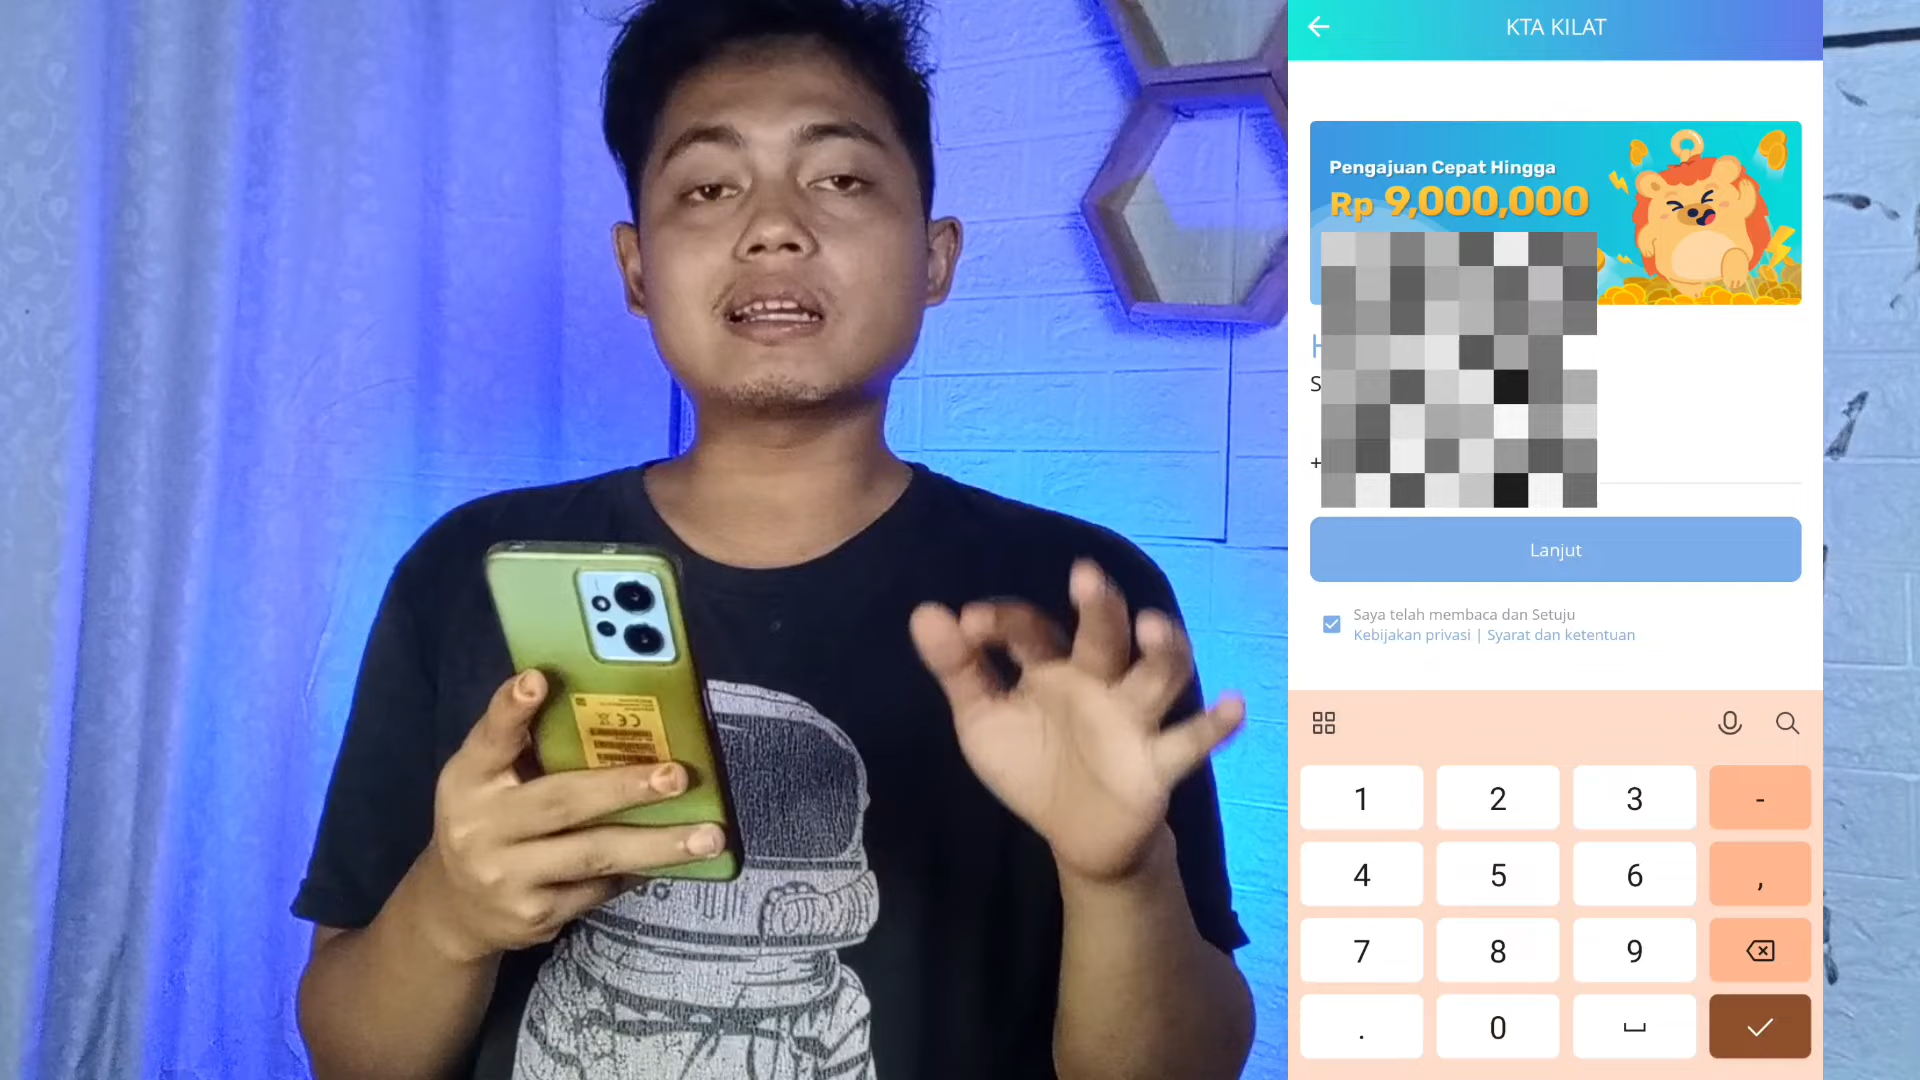 KTA KILAT
Pengajuan Cepat Hingga
Rp 9,000,000
H
S
+
Lanjut
Saya telah membaca dan Setuju
Kebijakan privasi | Syarat dan ketentuan
1 2 3 -
4 5 6 ,
7 8 9
. 0
CE